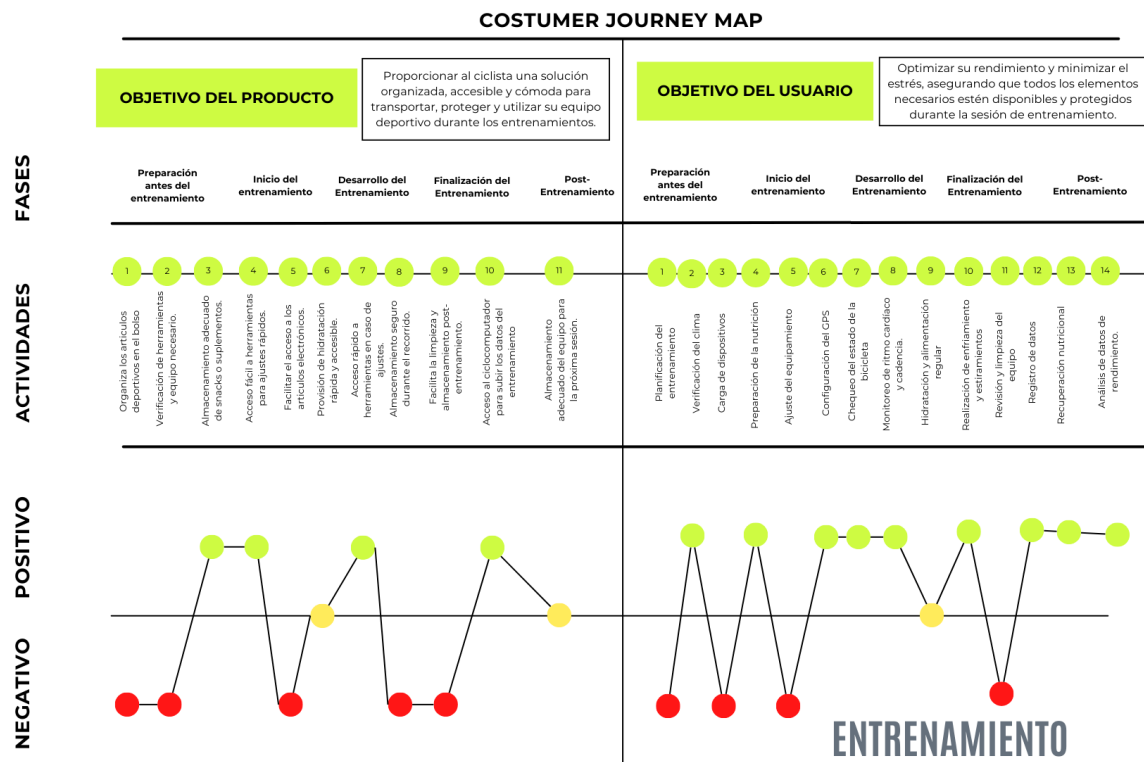 COSTUMER JOURNEY MAP
OBJETIVO DEL PRODUCTO
Proporcionar al ciclista una solución
organizada, accesible y cómoda para
transportar, proteger y utilizar su equipo
deportivo durante los entrenamientos.
OBJETIVO DEL USUARIO
Optimizar su rendimiento y minimizar el
estrés, asegurando que todos los elementos
necesarios estén disponibles y protegidos
durante la sesión de entrenamiento.
FASES
Preparación
antes del
entrenamiento
Inicio del
entrenamiento
Desarrollo del
Entrenamiento
Finalización del
Entrenamiento
Post-
Entrenamiento
Preparación
antes del
entrenamiento
Inicio del
entrenamiento
Desarrollo del
Entrenamiento
Finalización del
Entrenamiento
Post-
Entrenamiento
ACTIVIDADES
1
2
3
4
5
6
7
8
9
10
11
1
2
3
4
5
6
7
8
9
10
11
12
13
14
Organiza los artículos
deportivos en el bolso
Verificación de herramientas
y equipo necesario.
Almacenamiento adecuado
de snacks o suplementos.
Acceso fácil a herramientas
para ajustes rápidos.
Facilitar el acceso a los
artículos electrónicos.
Provisión de hidratación
rápida y accesible.
Acceso rápido a
herramientas en caso de
ajustes.
Almacenamiento seguro
durante el recorrido.
Facilita la limpieza y
almacenamiento post-
entrenamiento.
Acceso al ciclocomputador
para subir los datos del
entrenamiento
Almacenamiento
adecuado del equipo para
la próxima sesión.
Planificación del
entrenamiento
Verificación del clima
Carga de dispositivos
Preparación de la nutrición
Ajuste del equipamiento
Configuración del GPS
Chequeo del estado de la
bicicleta
Monitoreo de ritmo cardíaco
y cadencia.
Hidratación y alimentación
regular
Realización de enfriamiento
y estiramientos
Revisión y limpieza del
equipo
Registro de datos
Recuperación nutricional
Análisis de datos de
rendimiento.
POSITIVO
NEGATIVO
ENTRENAMIENTO